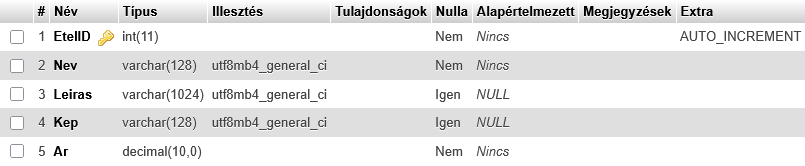 # Név Típus Illesztés Tulajdonságok Nulla Alapértelmezett Megjegyzések Extra
1 EtelID int(11) Nem Nincs AUTO_INCREMENT
2 Nev varchar(128) utf8mb4_general_ci Nem Nincs
3 Leiras varchar(1024) utf8mb4_general_ci Igen NULL
4 Kep varchar(128) utf8mb4_general_ci Igen NULL
5 Ar decimal(10,0) Nem Nincs